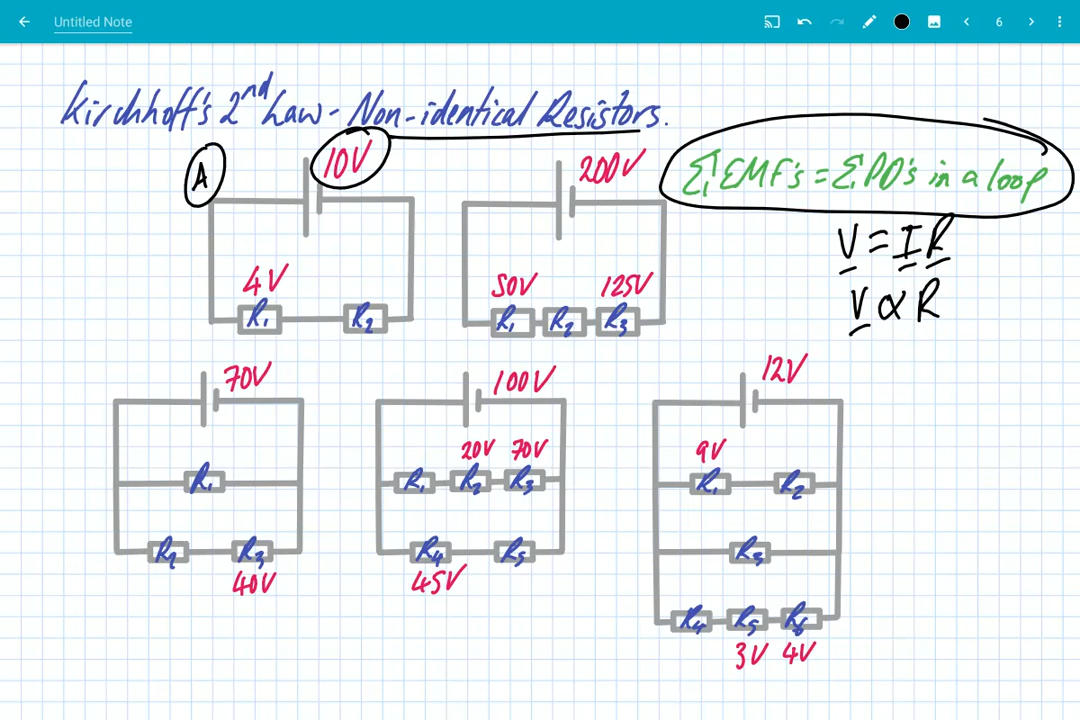 Untitled Note
6
Kirchhoff's 2nd Law - Non-identical Resistors.
A
10V
200V
Σ EMF's = Σ PD's in a loop
V = IR
V ∝ R
4V
R1 R2
50V 125V
R1 R2 R3
70V
R1
R2 R3
40V
100V
20V 70V
R1 R2 R3
R4 R5
45V
12V
9V
R1 R2
R3
R4 R5 R6
3V 4V